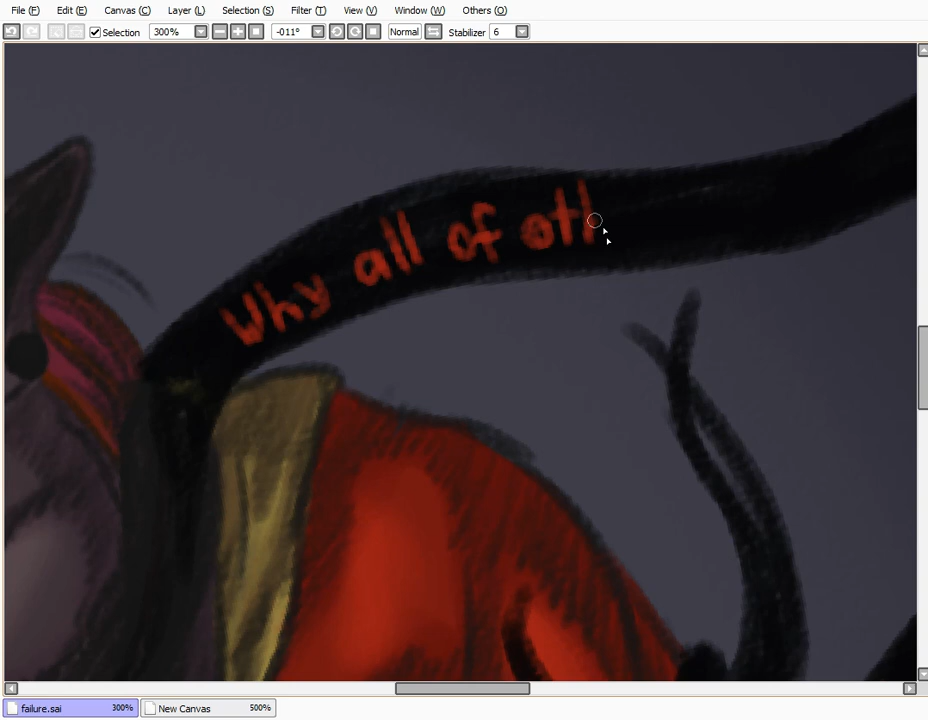 File (F) Edit (E) Canvas (C) Layer (L) Selection (S) Filter (T) View (V) Window (W) Others (O)
Selection 300% -011° Normal Stabilizer 6
Why all of otl
failure.sai 300% New Canvas 500%